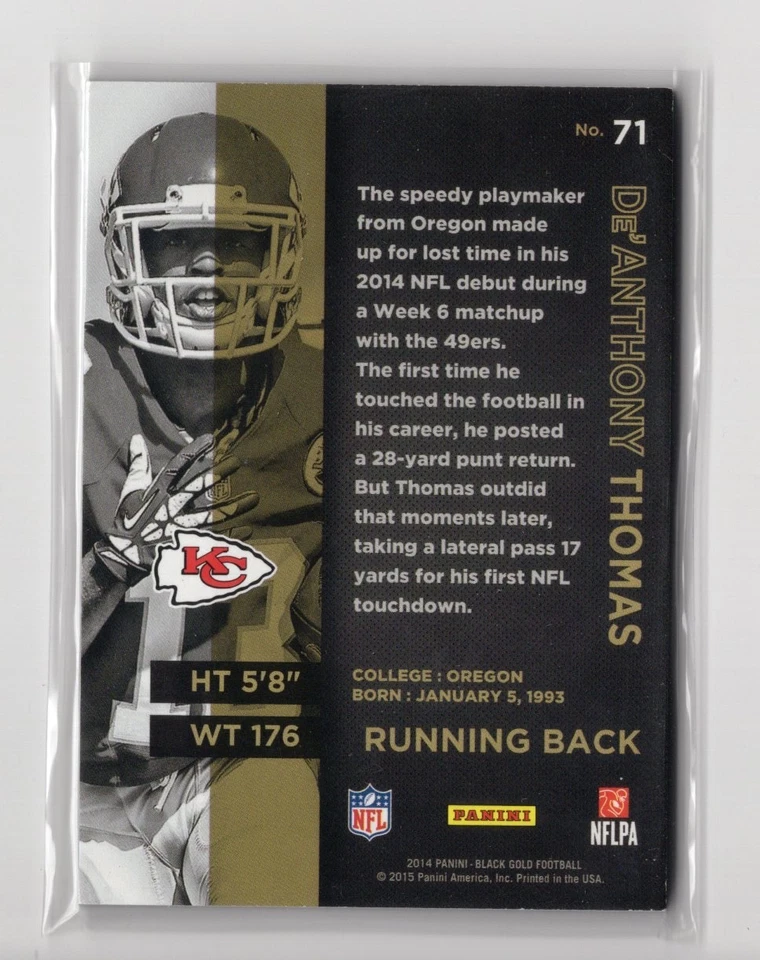 No. 71
DE'ANTHONY THOMAS
The speedy playmaker
from Oregon made
up for lost time in his
2014 NFL debut during
a Week 6 matchup
with the 49ers.
The first time he
touched the football in
his career, he posted
a 28-yard punt return.
But Thomas outdid
that moments later,
taking a lateral pass 17
yards for his first NFL
touchdown.
KC
HT 5'8"
WT 176
COLLEGE : OREGON
BORN : JANUARY 5, 1993
RUNNING BACK
NFL
PANINI
NFLPA
2014 PANINI - BLACK GOLD FOOTBALL
© 2015 Panini America, Inc. Printed in the USA.